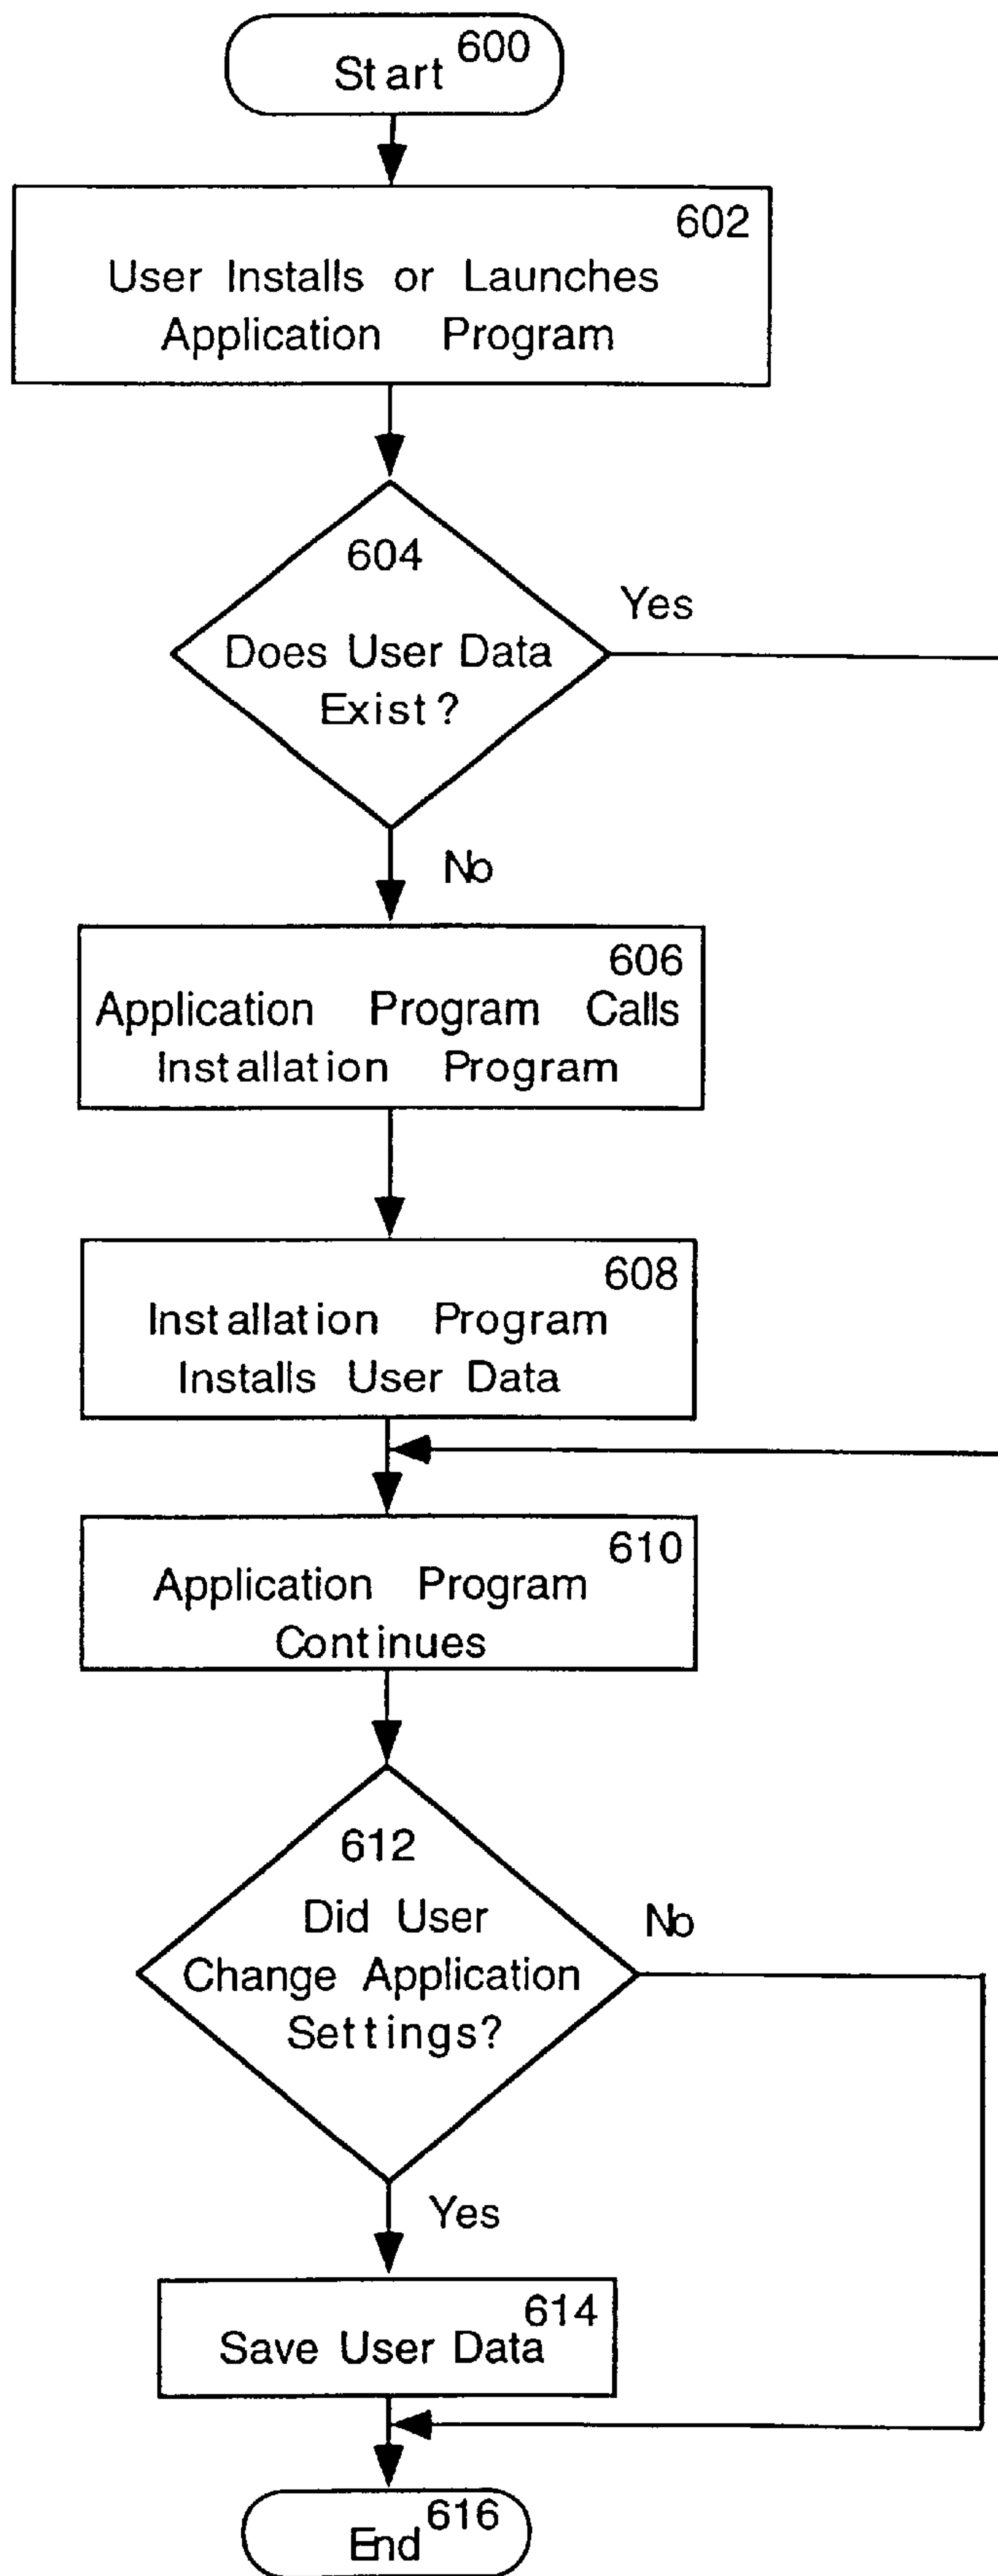 600
Start
602
User Installs or Launches
Application Program
604
Does User Data
Exist?
Yes
No
606
Application Program Calls
Installation Program
608
Installation Program
Installs User Data
610
Application Program
Continues
612
Did User
Change Application
Settings?
No
Yes
614
Save User Data
616
End